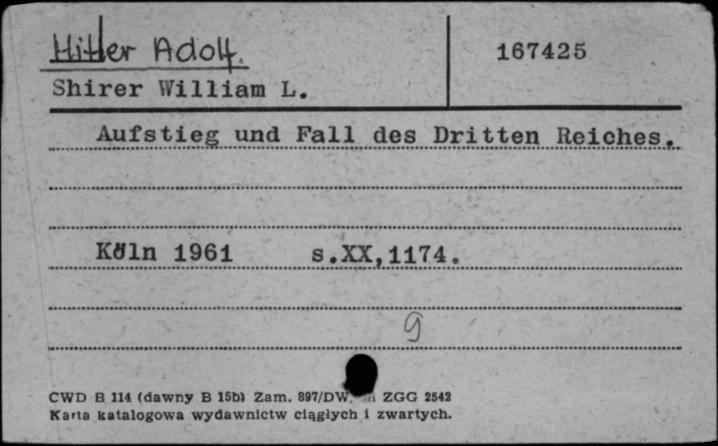 Hitler Adolf.
167425
Shirer William L.
Aufstieg und Fall des Dritten Reiches.
Köln 1961 s.XX,1174.
g
CWD B 114 (dawny B 15b) Zam. 897/DW. ZGG 2542
Karta katalogowa wydawnictw ciągłych i zwartych.